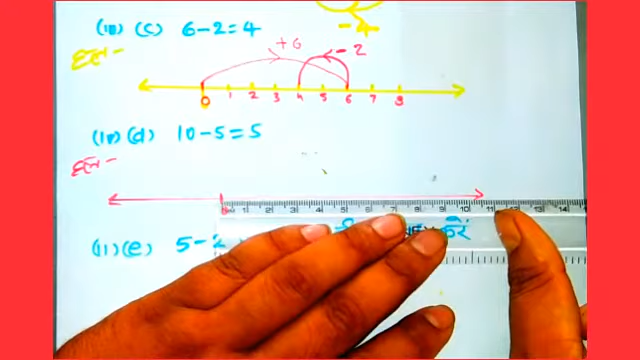 -4
(iii) (c) 6-2=4
हल-
+6 -2
0 1 2 3 4 5 6 7 8
(iv) (d) 10-5=5
हल-
0 1 2 3 4 5 6 7 8 9 10 11 12 13 14
(e) 5-2 करें